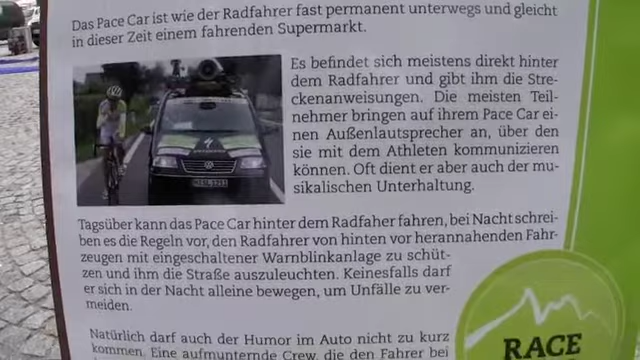 Das Pace Car ist wie der Radfahrer fast permanent unterwegs und gleicht
in dieser Zeit einem fahrenden Supermarkt.
Es befindet sich meistens direkt hinter
dem Radfahrer und gibt ihm die Stre-
ckenanweisungen. Die meisten Teil-
nehmer bringen auf ihrem Pace Car ei-
nen Außenlautsprecher an, über den
sie mit dem Athleten kommunizieren
können. Oft dient er aber auch der mu-
sikalischen Unterhaltung.
Tagsüber kann das Pace Car hinter dem Radfaher fahren, bei Nacht schrei-
ben es die Regeln vor, den Radfahrer von hinten vor herannahenden Fahr-
zeugen mit eingeschaltener Warnblinkanlage zu schüt-
zen und ihm die Straße auszuleuchten. Keinesfalls darf
er sich in der Nacht alleine bewegen, um Unfälle zu ver-
meiden.
Natürlich darf auch der Humor im Auto nicht zu kurz
kommen. Eine aufmunternde Crew, die den Fahrer bei
RACE